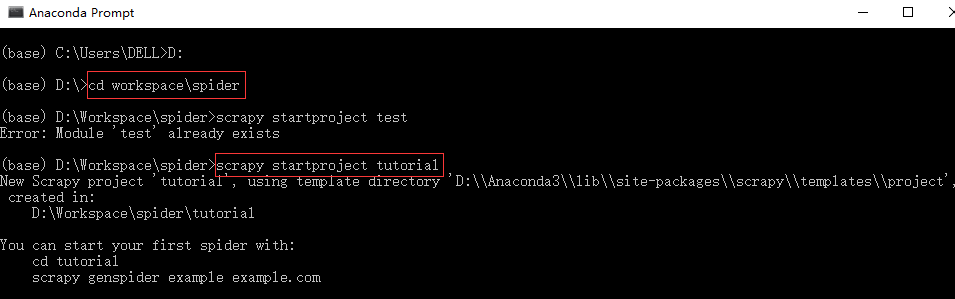 Anaconda Prompt
(base) C:\Users\DELL>D:
(base) D:\>cd workspace\spider
(base) D:\Workspace\spider>scrapy startproject test
Error: Module 'test' already exists
(base) D:\Workspace\spider>scrapy startproject tutorial
New Scrapy project 'tutorial', using template directory 'D:\\Anaconda3\\lib\\site-packages\\scrapy\\templates\\project',
created in:
D:\Workspace\spider\tutorial
You can start your first spider with:
cd tutorial
scrapy genspider example example.com